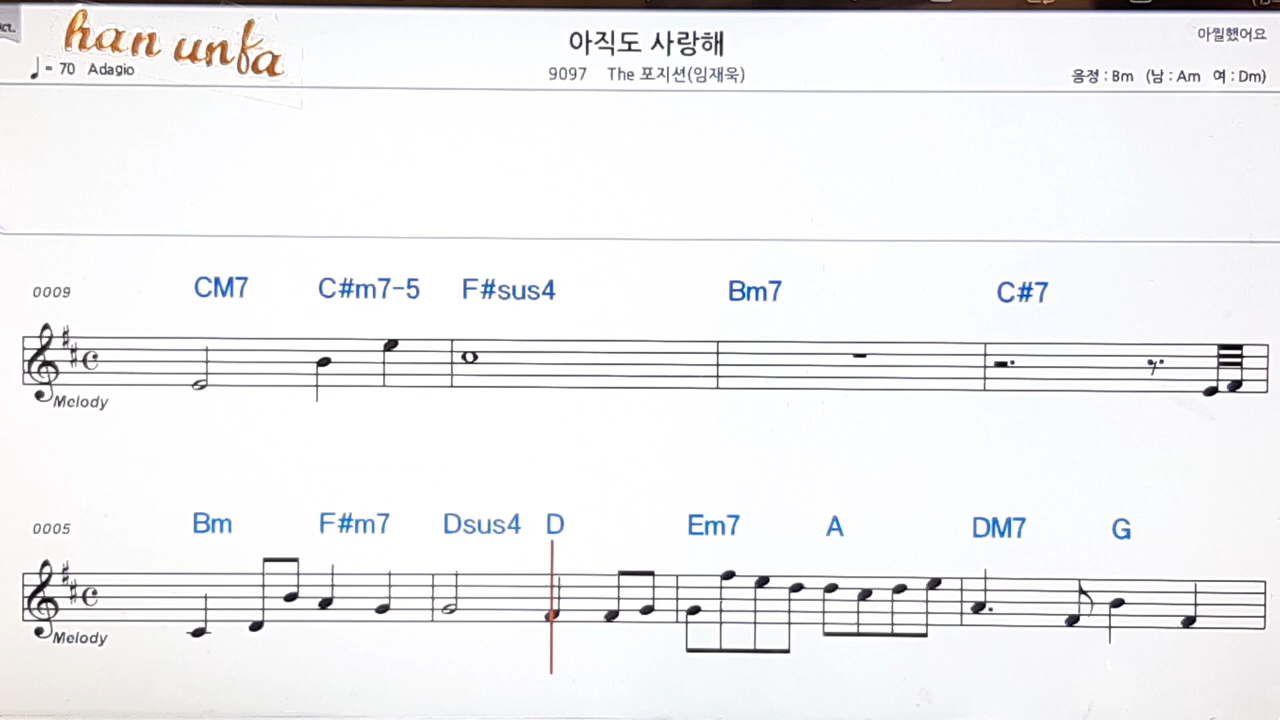 han unfa
♩= 70 Adagio
아직도 사랑해
9097 The 포지션(임재욱)
아찔했어요
음정 : Bm (남 : Am 여 : Dm)
0009
CM7 C#m7-5 F#sus4 Bm7 C#7
Melody
0005
Bm F#m7 Dsus4 D Em7 A DM7 G
Melody